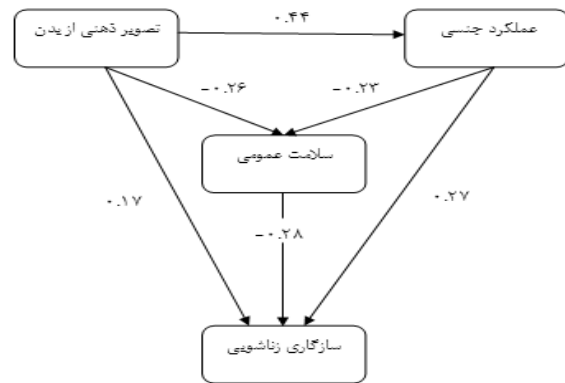 تصویر ذهنی از بدن
۰.۴۴
عملکرد جنسی
-۰.۲۶
-۰.۲۳
سلامت عمومی
۰.۱۷
-۰.۲۸
۰.۲۷
سازگاری زناشویی